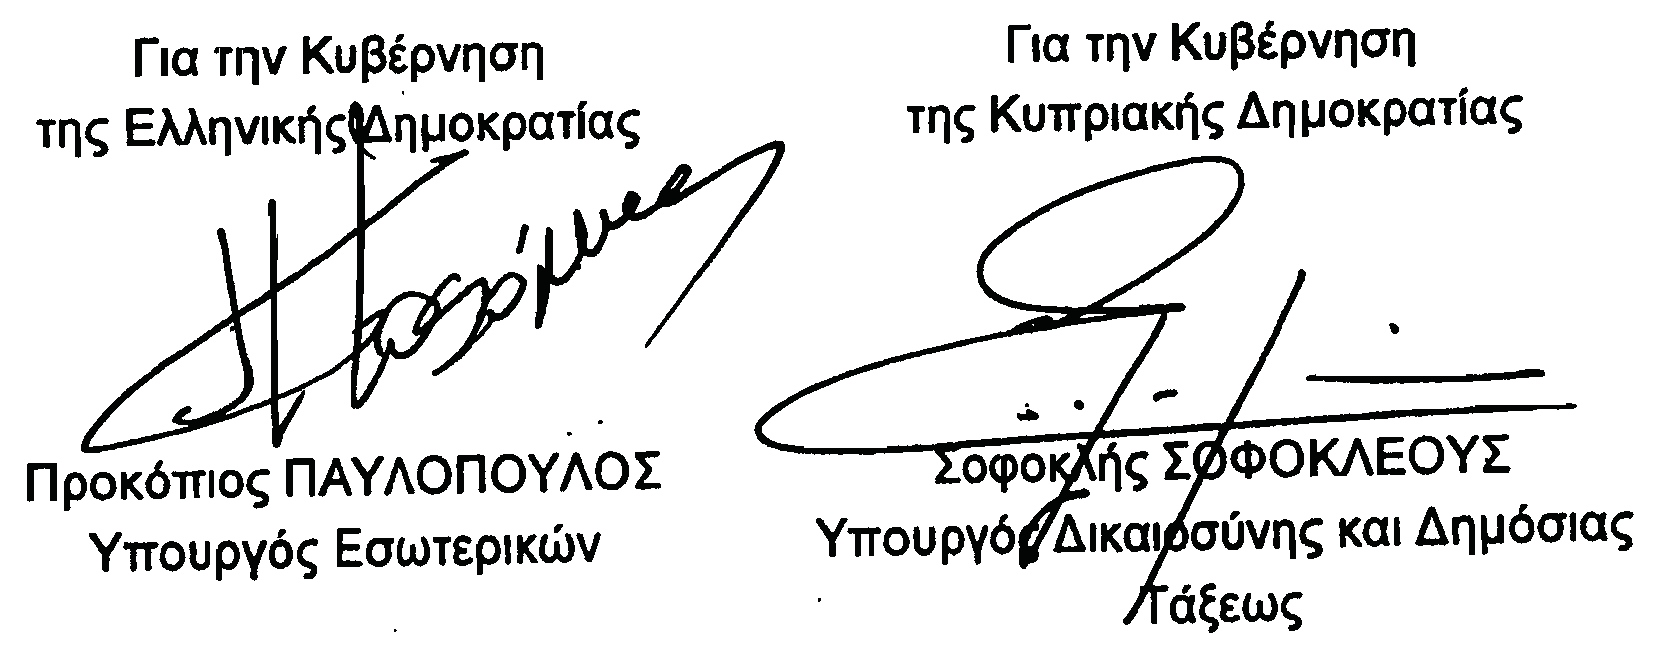 Για την Κυβέρνηση
της Ελληνικής Δημοκρατίας
Προκόπιος ΠΑΥΛΟΠΟΥΛΟΣ
Υπουργός Εσωτερικών
Για την Κυβέρνηση
της Κυπριακής Δημοκρατίας
Σοφοκλής ΣΟΦΟΚΛΕΟΥΣ
Υπουργός Δικαιοσύνης και Δημόσιας
Τάξεως